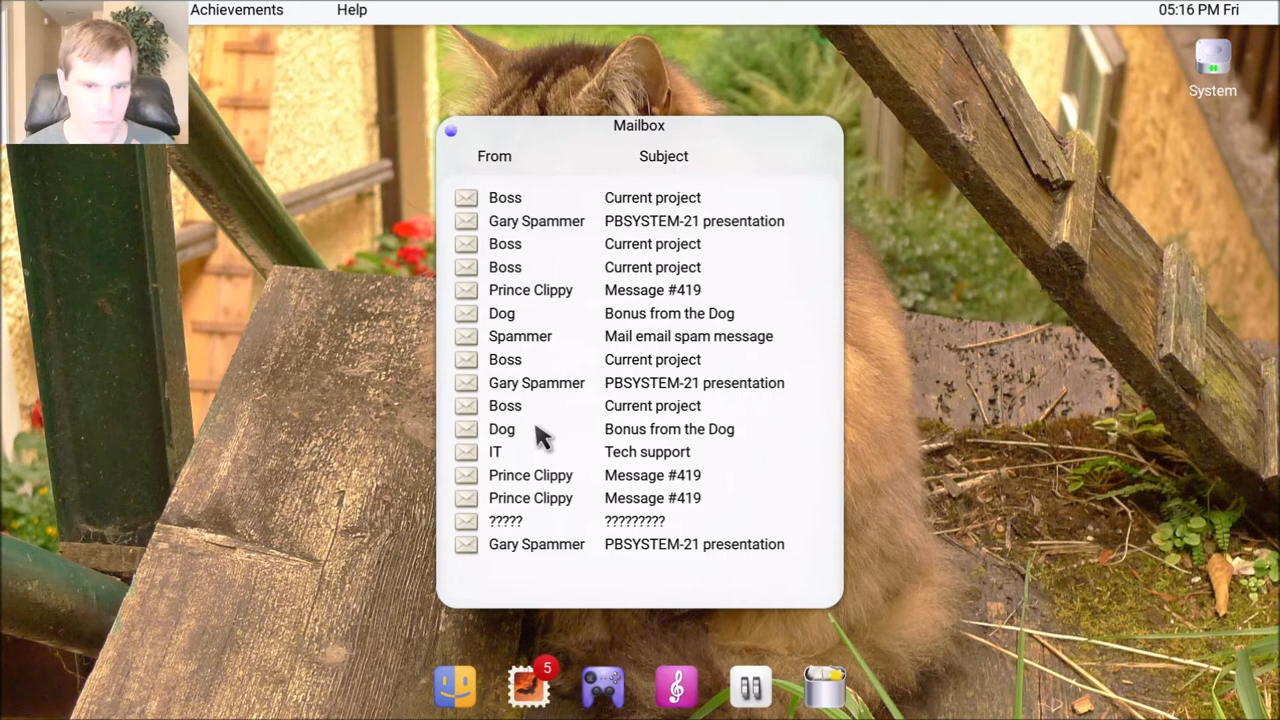 Achievements Help 05:16 PM Fri
System
Mailbox
From Subject
Boss Current project
Gary Spammer PBSYSTEM-21 presentation
Boss Current project
Boss Current project
Prince Clippy Message #419
Dog Bonus from the Dog
Spammer Mail email spam message
Boss Current project
Gary Spammer PBSYSTEM-21 presentation
Boss Current project
Dog Bonus from the Dog
IT Tech support
Prince Clippy Message #419
Prince Clippy Message #419
????? ?????????
Gary Spammer PBSYSTEM-21 presentation
5